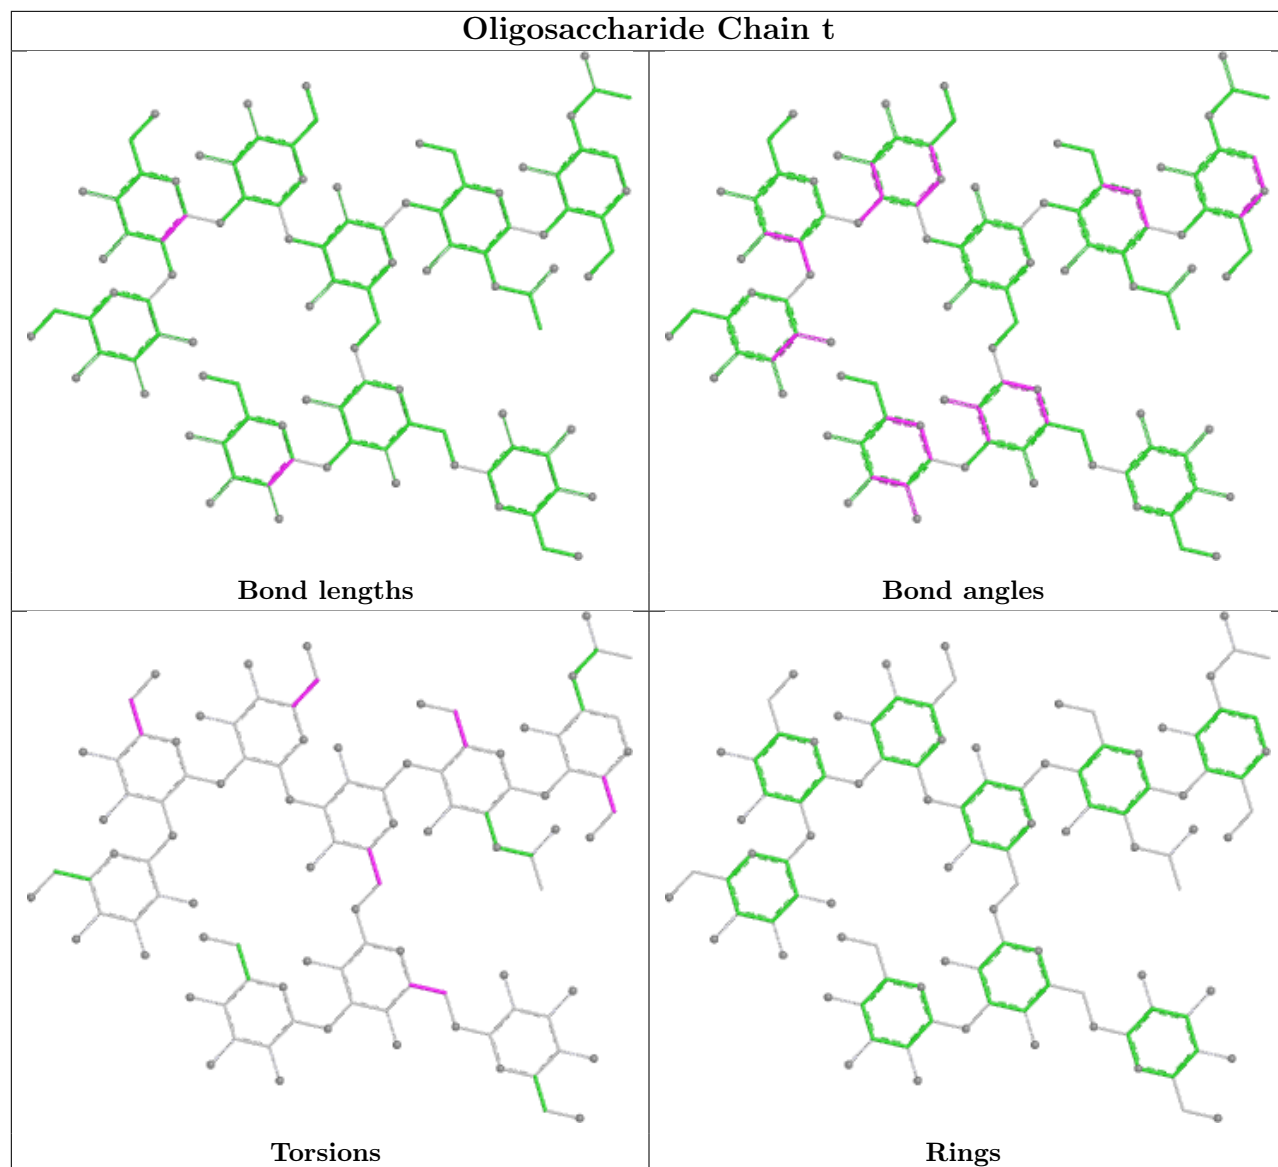 Oligosaccharide Chain t
Bond lengths
Bond angles
Torsions
Rings